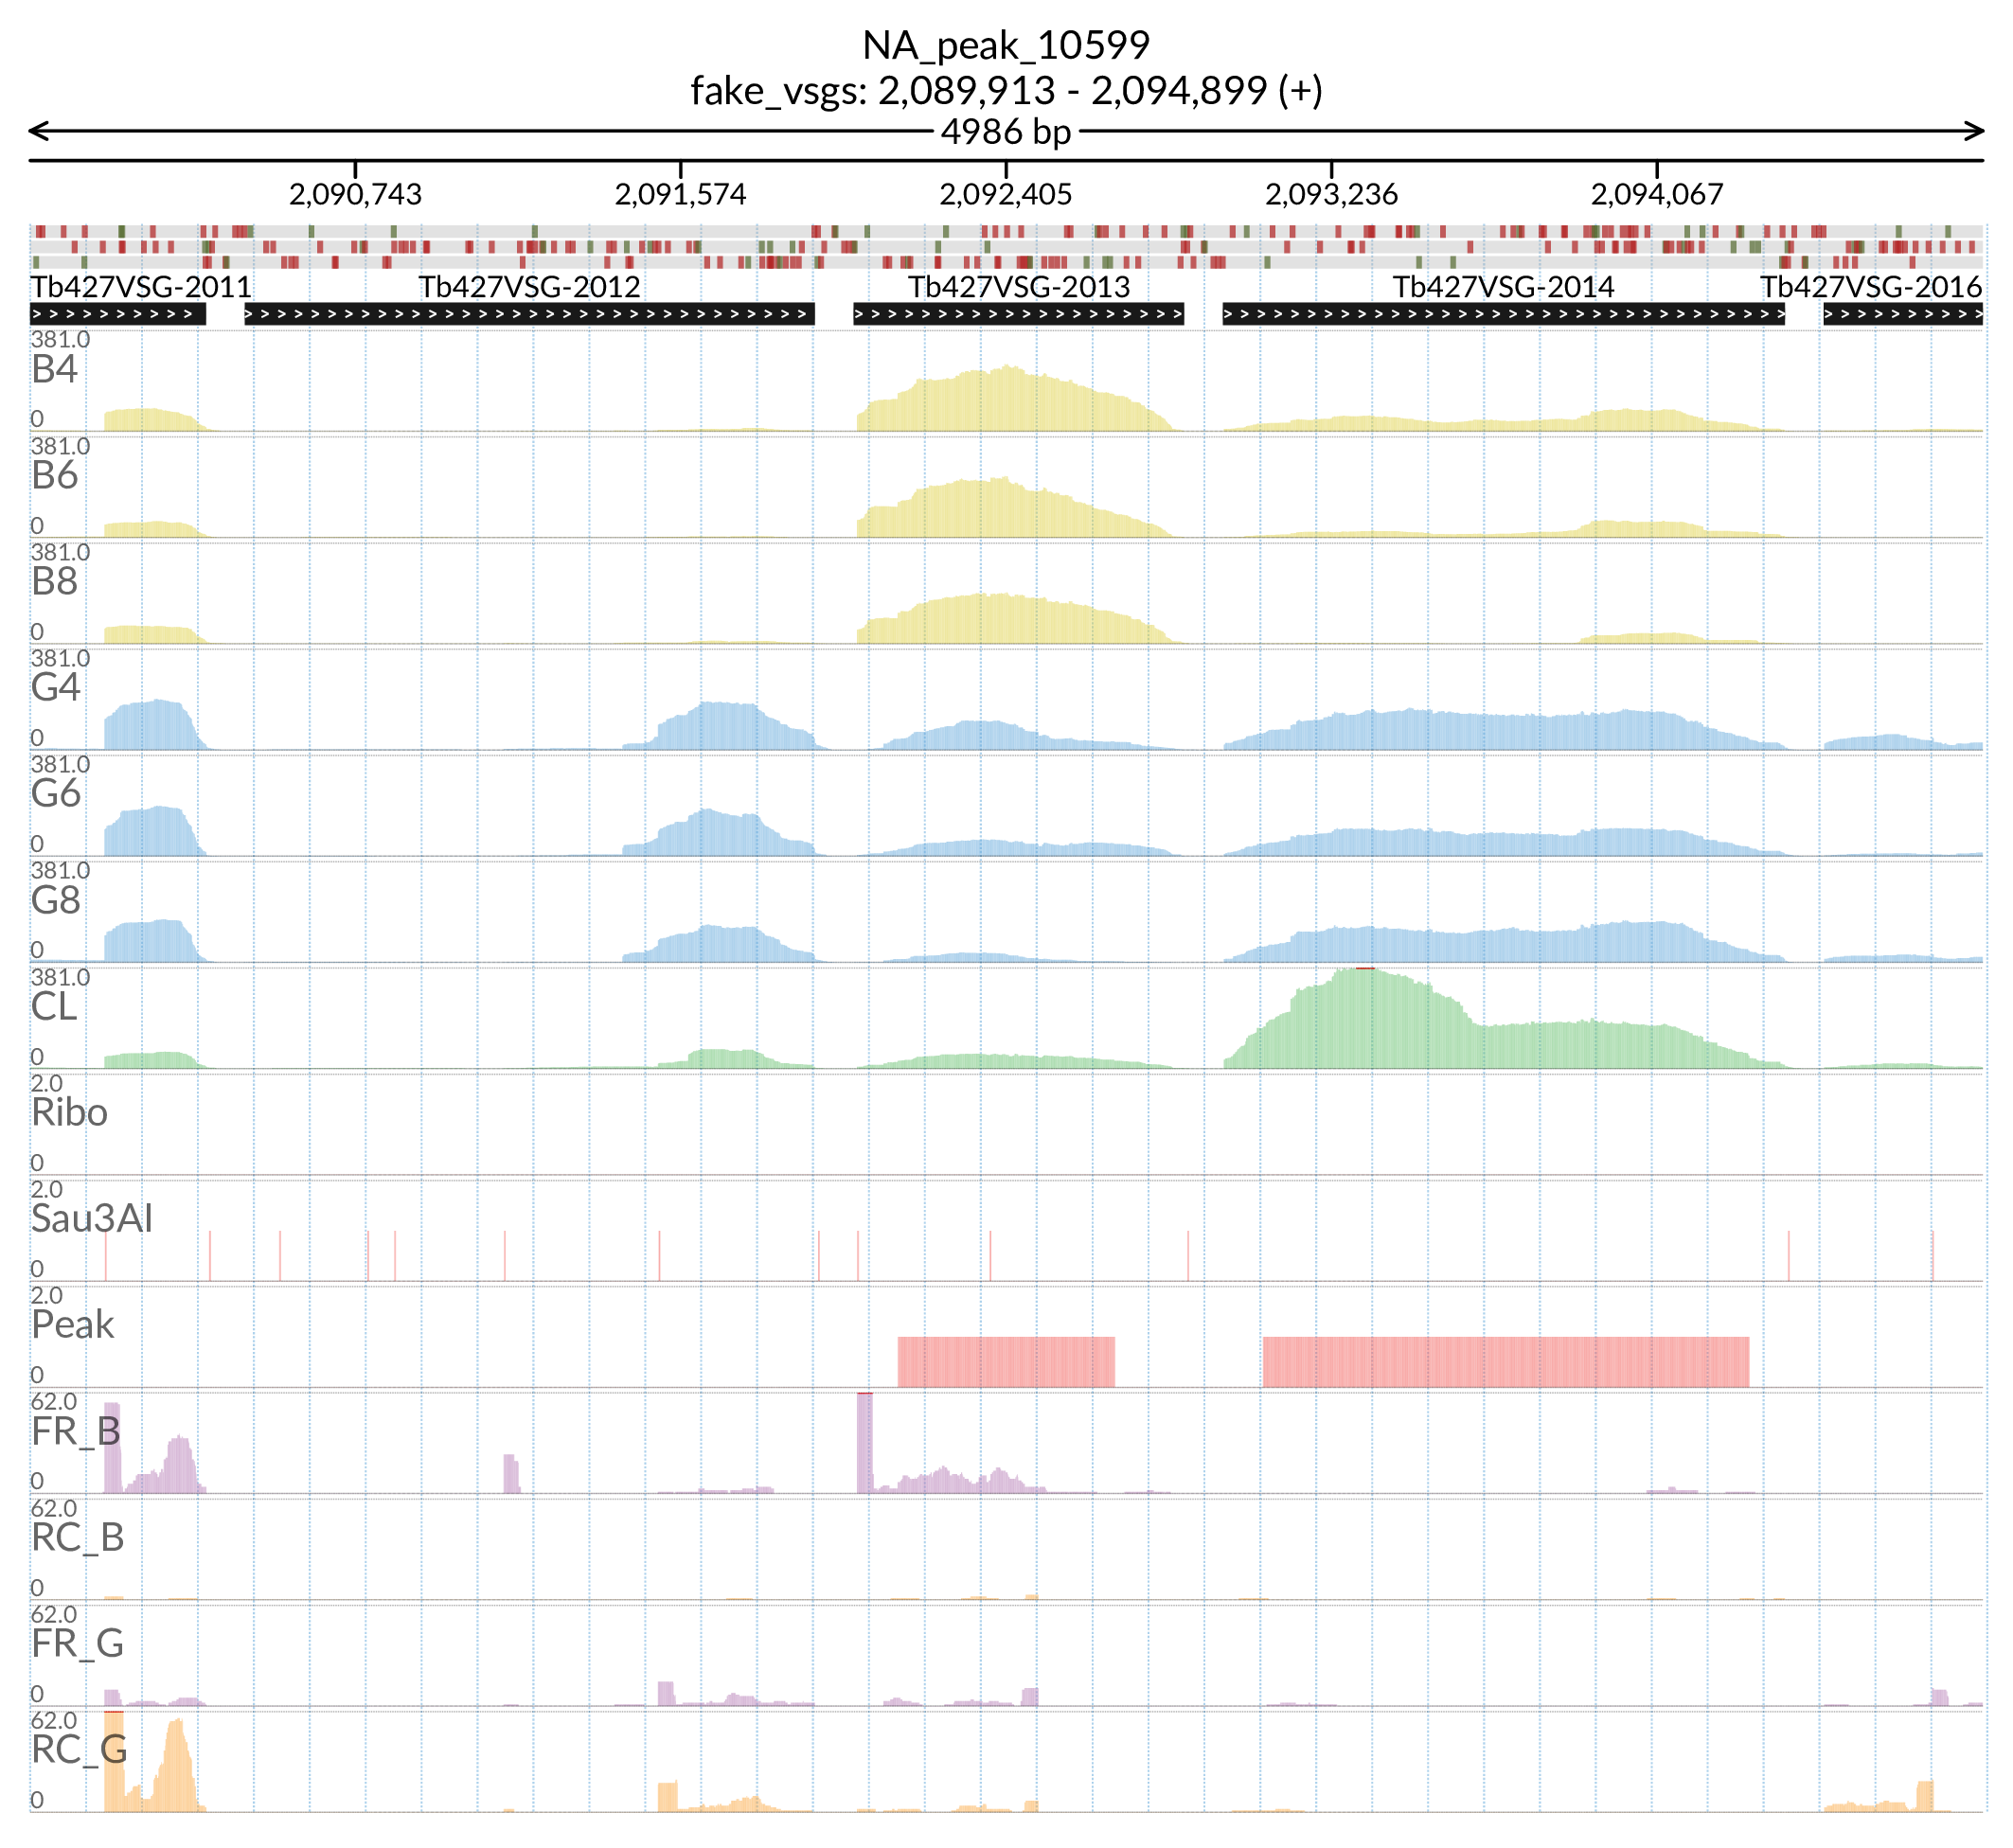 NA_peak_10599
fake_vsgs: 2,089,913 - 2,094,899 (+)
4986 bp
2,090,743 2,091,574 2,092,405 2,093,236 2,094,067
Tb427VSG-2011 Tb427VSG-2012 Tb427VSG-2013 Tb427VSG-2014 Tb427VSG-2016
381.0
B4
0
381.0
B6
0
381.0
B8
0
381.0
G4
0
381.0
G6
0
381.0
G8
0
381.0
CL
0
2.0
Ribo
0
2.0
Sau3AI
0
2.0
Peak
0
62.0
FR_B
0
62.0
RC_B
0
62.0
FR_G
0
62.0
RC_G
0